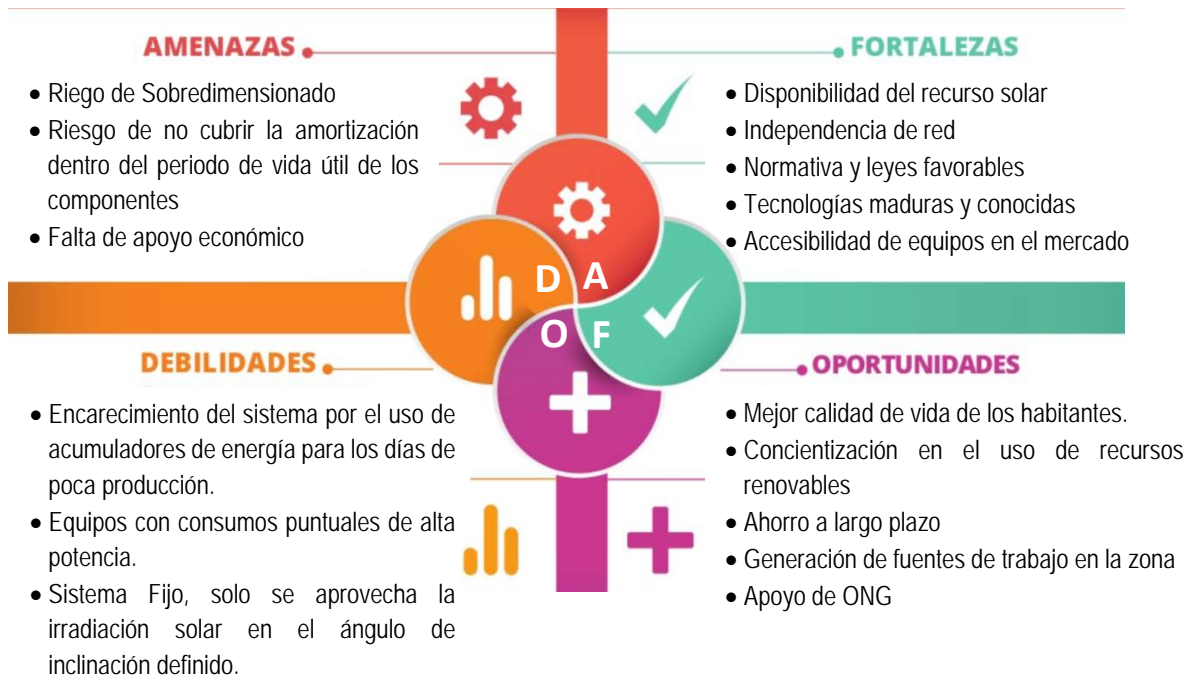 AMENAZAS
• Riego de Sobredimensionado
• Riesgo de no cubrir la amortización
dentro del periodo de vida útil de los
componentes
• Falta de apoyo económico
FORTALEZAS
• Disponibilidad del recurso solar
• Independencia de red
• Normativa y leyes favorables
• Tecnologías maduras y conocidas
• Accesibilidad de equipos en el mercado
D A
O F
DEBILIDADES
• Encarecimiento del sistema por el uso de
acumuladores de energía para los días de
poca producción.
• Equipos con consumos puntuales de alta
potencia.
• Sistema Fijo, solo se aprovecha la
irradiación solar en el ángulo de
inclinación definido.
OPORTUNIDADES
• Mejor calidad de vida de los habitantes.
• Concientización en el uso de recursos
renovables
• Ahorro a largo plazo
• Generación de fuentes de trabajo en la zona
• Apoyo de ONG